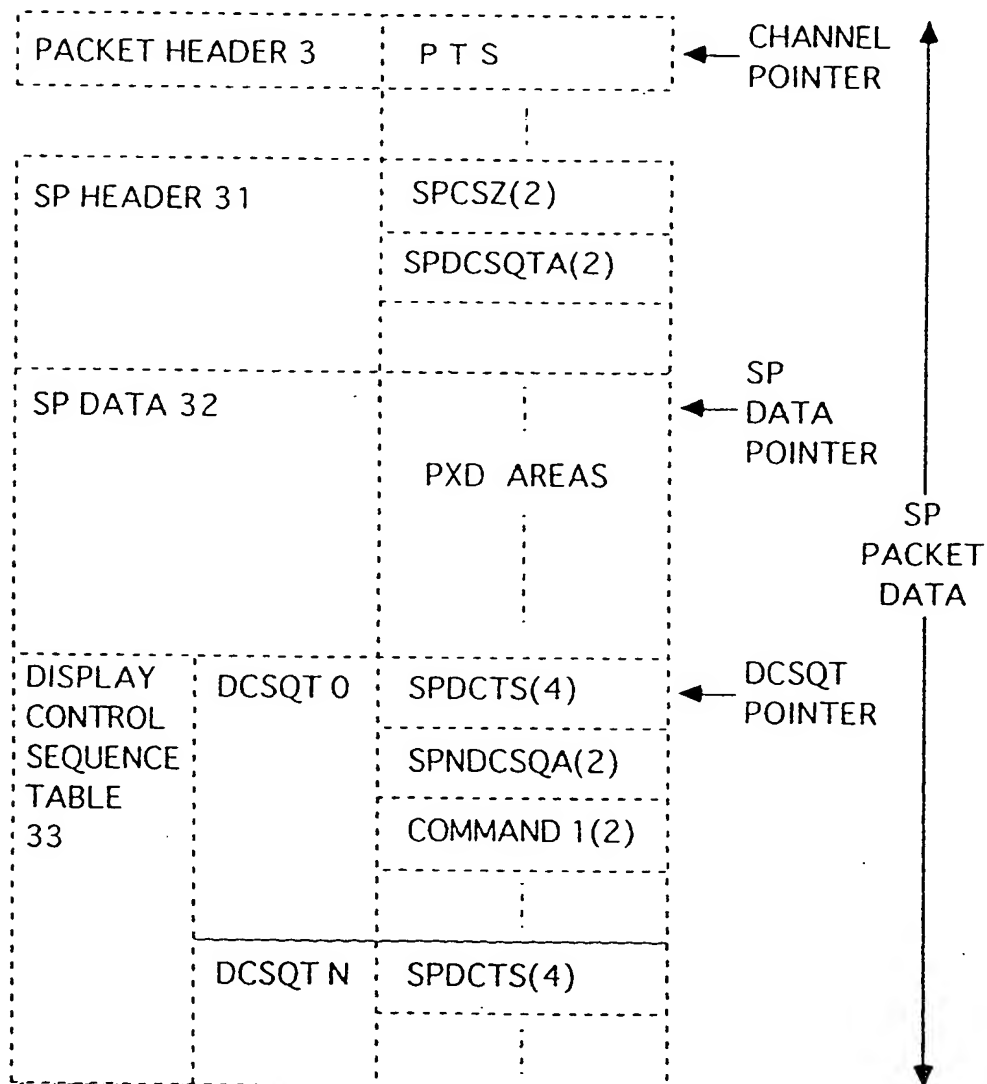 PACKET HEADER 3
P T S
CHANNEL
POINTER
SP HEADER 31
SPCSZ(2)
SPDCSQTA(2)
SP DATA 32
PXD AREAS
SP
DATA
POINTER
SP
PACKET
DATA
DISPLAY
CONTROL
SEQUENCE
TABLE
33
DCSQT 0
SPDCTS(4)
DCSQT
POINTER
SPNDCSQA(2)
COMMAND 1(2)
DCSQT N
SPDCTS(4)